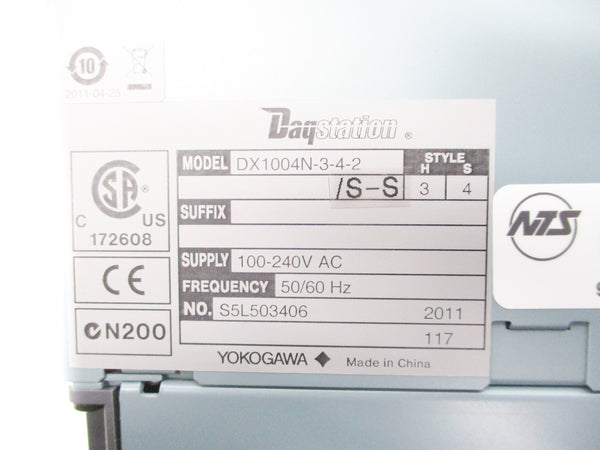 10
2011-04-25
Daqstation ®
MODEL DX1004N-3-4-2
STYLE
H S
/S-S 3 4
SUFFIX
SUPPLY 100-240V AC
FREQUENCY 50/60 Hz
NO. S5L503406 2011
117
C US
172608
CE
N200
YOKOGAWA Made in China
NTS